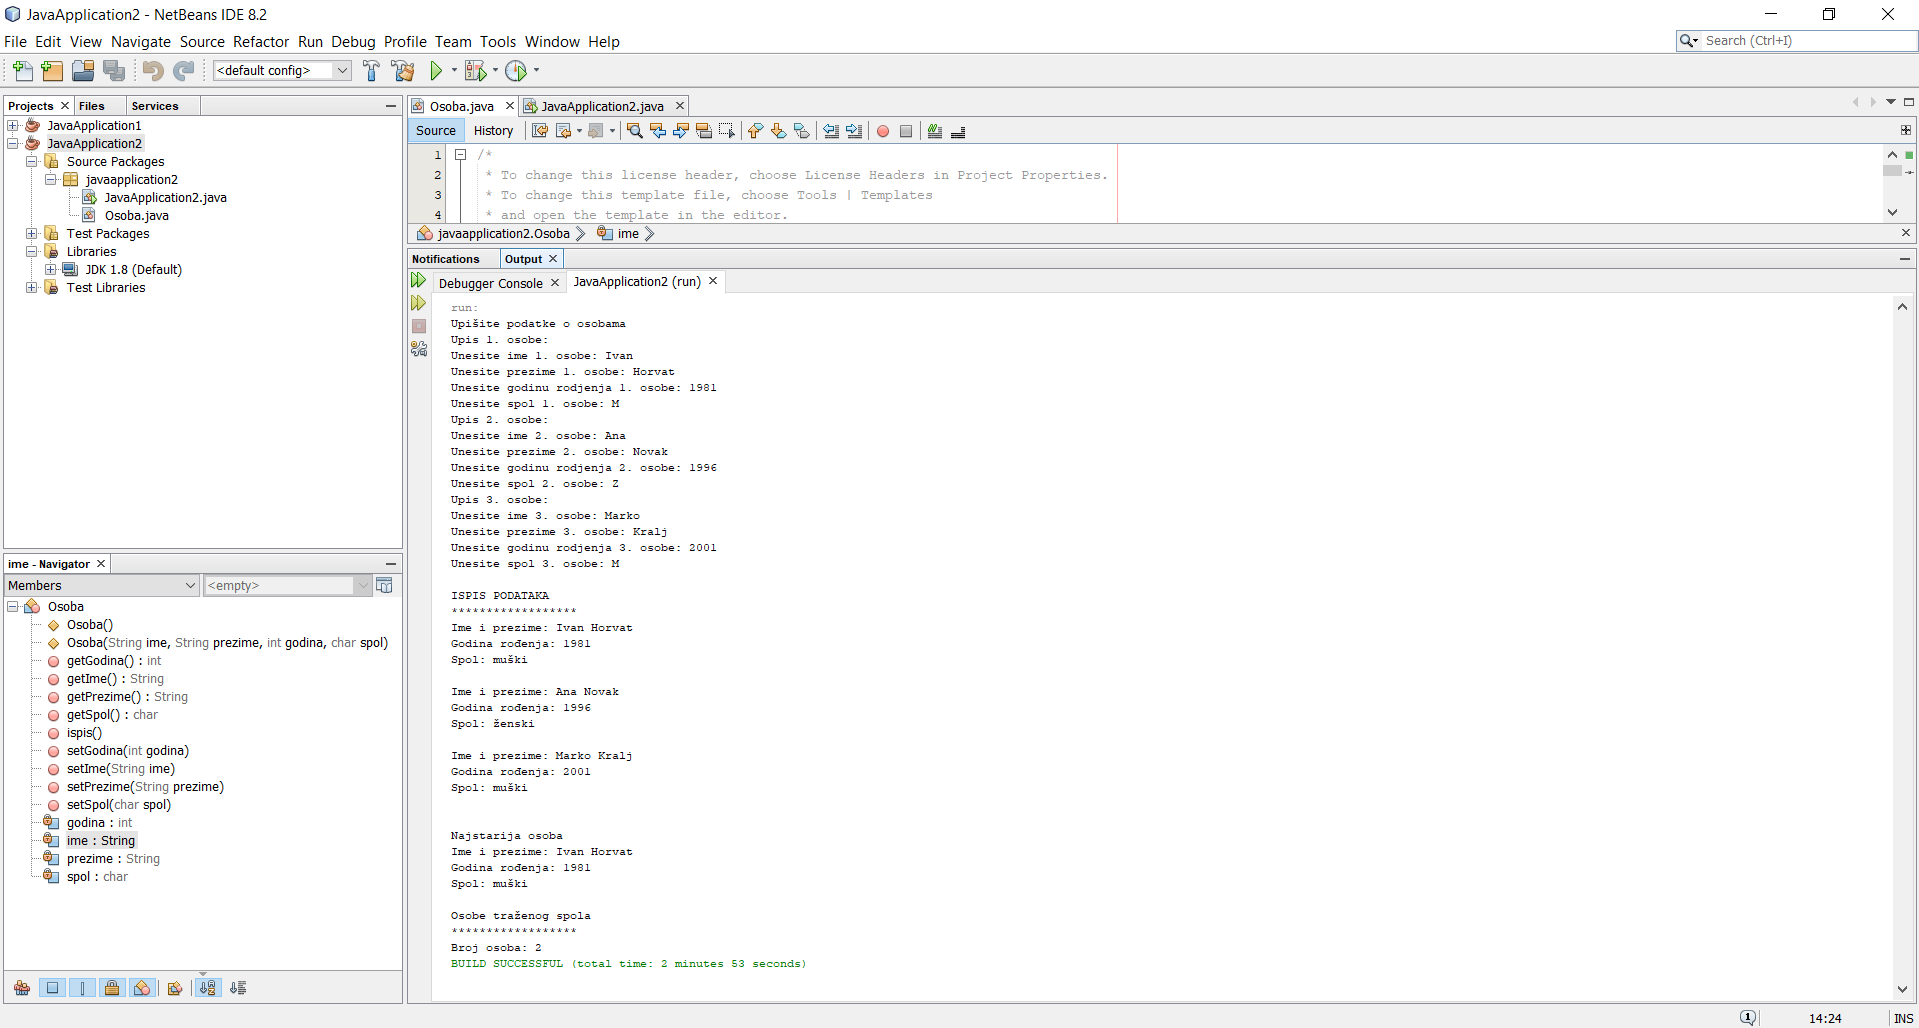 JavaApplication2 - NetBeans IDE 8.2
File Edit View Navigate Source Refactor Run Debug Profile Team Tools Window Help
Search (Ctrl+I)
<default config>
Projects Files Services
JavaApplication1
JavaApplication2
Source Packages
javaapplication2
JavaApplication2.java
Osoba.java
Test Packages
Libraries
JDK 1.8 (Default)
Test Libraries
ime - Navigator
Members
<empty>
Osoba
Osoba()
Osoba(String ime, String prezime, int godina, char spol)
getGodina() : int
getIme() : String
getPrezime() : String
getSpol() : char
ispis()
setGodina(int godina)
setIme(String ime)
setPrezime(String prezime)
setSpol(char spol)
godina : int
ime : String
prezime : String
spol : char
Osoba.java JavaApplication2.java
Source History
1 /*
2 * To change this license header, choose License Headers in Project Properties.
3 * To change this template file, choose Tools | Templates
4 * and open the template in the editor.
javaapplication2.Osoba ime
Notifications Output
Debugger Console JavaApplication2 (run)
run:
Upišite podatke o osobama
Upis 1. osobe:
Unesite ime 1. osobe: Ivan
Unesite prezime 1. osobe: Horvat
Unesite godinu rodjenja 1. osobe: 1981
Unesite spol 1. osobe: M
Upis 2. osobe:
Unesite ime 2. osobe: Ana
Unesite prezime 2. osobe: Novak
Unesite godinu rodjenja 2. osobe: 1996
Unesite spol 2. osobe: Z
Upis 3. osobe:
Unesite ime 3. osobe: Marko
Unesite prezime 3. osobe: Kralj
Unesite godinu rodjenja 3. osobe: 2001
Unesite spol 3. osobe: M
ISPIS PODATAKA
******************
Ime i prezime: Ivan Horvat
Godina rođenja: 1981
Spol: muški
Ime i prezime: Ana Novak
Godina rođenja: 1996
Spol: ženski
Ime i prezime: Marko Kralj
Godina rođenja: 2001
Spol: muški
Najstarija osoba
Ime i prezime: Ivan Horvat
Godina rođenja: 1981
Spol: muški
Osobe traženog spola
******************
Broj osoba: 2
BUILD SUCCESSFUL (total time: 2 minutes 53 seconds)
1
14:24 INS